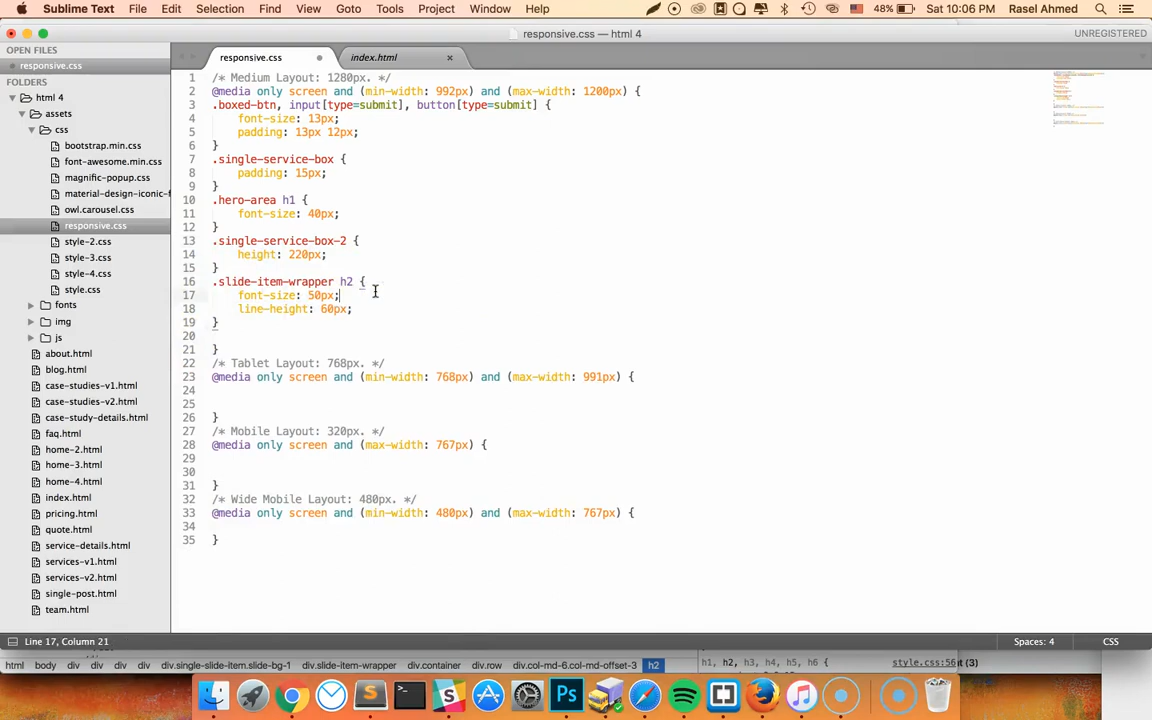 Sublime Text File Edit Selection Find View Goto Tools Project Window Help 48% Sat 10:06 PM Rasel Ahmed
responsive.css — html 4 UNREGISTERED
OPEN FILES
responsive.css
FOLDERS
html 4
assets
css
bootstrap.min.css
font-awesome.min.css
magnific-popup.css
material-design-iconic-f
owl.carousel.css
responsive.css
style-2.css
style-3.css
style-4.css
style.css
fonts
img
js
about.html
blog.html
case-studies-v1.html
case-studies-v2.html
case-study-details.html
faq.html
home-2.html
home-3.html
home-4.html
index.html
pricing.html
quote.html
service-details.html
services-v1.html
services-v2.html
single-post.html
team.html
responsive.css index.html
1 /* Medium Layout: 1280px. */
2 @media only screen and (min-width: 992px) and (max-width: 1200px) {
3 .boxed-btn, input[type=submit], button[type=submit] {
4 font-size: 13px;
5 padding: 13px 12px;
6 }
7 .single-service-box {
8 padding: 15px;
9 }
10 .hero-area h1 {
11 font-size: 40px;
12 }
13 .single-service-box-2 {
14 height: 220px;
15 }
16 .slide-item-wrapper h2 {
17 font-size: 50px;
18 line-height: 60px;
19 }
20
21 }
22 /* Tablet Layout: 768px. */
23 @media only screen and (min-width: 768px) and (max-width: 991px) {
24
25
26 }
27 /* Mobile Layout: 320px. */
28 @media only screen and (max-width: 767px) {
29
30
31 }
32 /* Wide Mobile Layout: 480px. */
33 @media only screen and (min-width: 480px) and (max-width: 767px) {
34
35 }
Line 17, Column 21 Spaces: 4 CSS
html body div div div div div.single-slide-item.slide-bg-1 div.slide-item-wrapper div.container div.row div.col-md-6.col-md-offset-3 h2 h1, h2, h3, h4, h5, h6 { style.css:56 t (3)